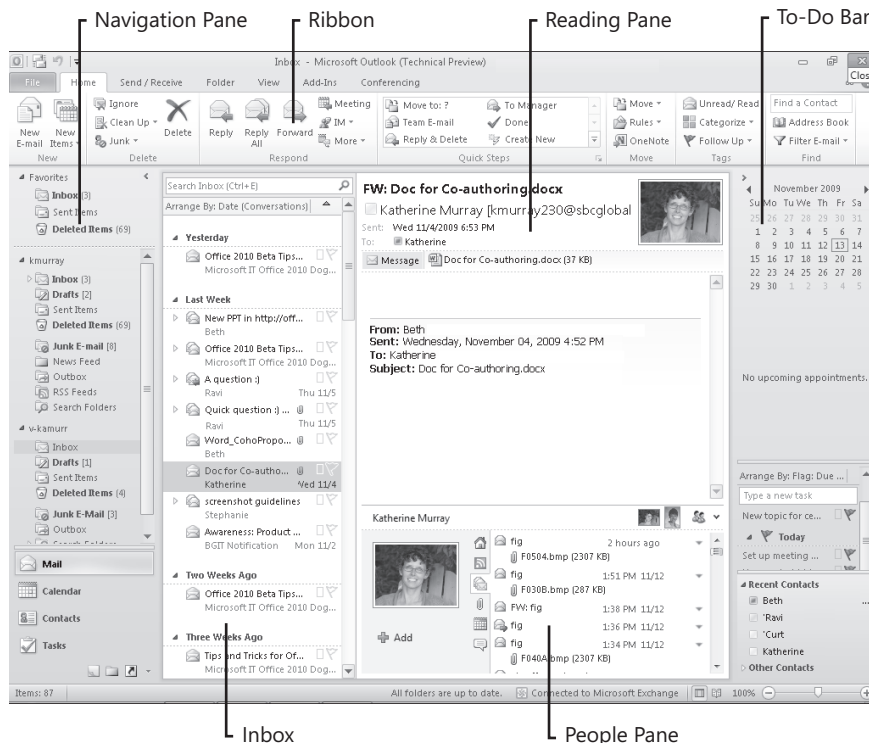 Navigation Pane
Ribbon
Reading Pane
To-Do Bar
Inbox - Microsoft Outlook (Technical Preview)
Clos
File Home Send / Receive Folder View Add-Ins Conferencing
New E-mail
New Items
New
Ignore
Clean Up
Junk
Delete
Delete
Reply
Reply All
Forward
Meeting
IM
More
Respond
Move to: ?
Team E-mail
Reply & Delete
To Manager
Done
Create New
Quick Steps
Move
Rules
OneNote
Move
Unread/ Read
Categorize
Follow Up
Tags
Find a Contact
Address Book
Filter E-mail
Find
Favorites
Inbox (3)
Sent Items
Deleted Items (69)
kmurray
Inbox (3)
Drafts [2]
Sent Items
Deleted Items (69)
Junk E-mail [8]
News Feed
Outbox
RSS Feeds
Search Folders
v-kamurr
Inbox
Drafts [1]
Sent Items
Deleted Items (4)
Junk E-Mail [3]
Outbox
Mail
Calendar
Contacts
Tasks
Search Inbox (Ctrl+E)
Arrange By: Date (Conversations)
Yesterday
Office 2010 Beta Tips...
Microsoft IT Office 2010 Dog...
Last Week
New PPT in http://off...
Beth
Office 2010 Beta Tips...
Microsoft IT Office 2010 Dog...
A question :)
Ravi Thu 11/5
Quick question :) ...
Ravi Thu 11/5
Word_CohoPropo...
Beth
Doc for Co-autho...
Katherine Wed 11/4
screenshot guidelines
Stephanie
Awareness: Product ...
BGIT Notification Mon 11/2
Two Weeks Ago
Office 2010 Beta Tips...
Microsoft IT Office 2010 Dog...
Three Weeks Ago
Tips and Tricks for Of...
Microsoft IT Office 2010 Dog...
FW: Doc for Co-authoring.docx
Katherine Murray [kmurray230@sbcglobal
Sent: Wed 11/4/2009 6:53 PM
To: Katherine
Message Doc for Co-authoring.docx (37 KB)
From: Beth
Sent: Wednesday, November 04, 2009 4:52 PM
To: Katherine
Subject: Doc for Co-authoring.docx
Katherine Murray
Add
fig 2 hours ago
F0504.bmp (2307 KB)
fig 1:51 PM 11/12
F030B.bmp (287 KB)
FW: fig 1:38 PM 11/12
fig 1:36 PM 11/12
fig 1:34 PM 11/12
F040A.bmp (2307 KB)
November 2009
Su Mo Tu We Th Fr Sa
25 26 27 28 29 30 31
1 2 3 4 5 6 7
8 9 10 11 12 13 14
15 16 17 18 19 20 21
22 23 24 25 26 27 28
29 30 1 2 3 4 5
No upcoming appointments.
Arrange By: Flag: Due ...
Type a new task
New topic for ce...
Today
Set up meeting ...
Recent Contacts
Beth ...
'Ravi
'Curt
Katherine
Other Contacts
Items: 87
All folders are up to date.
Connected to Microsoft Exchange
100%
Inbox
People Pane